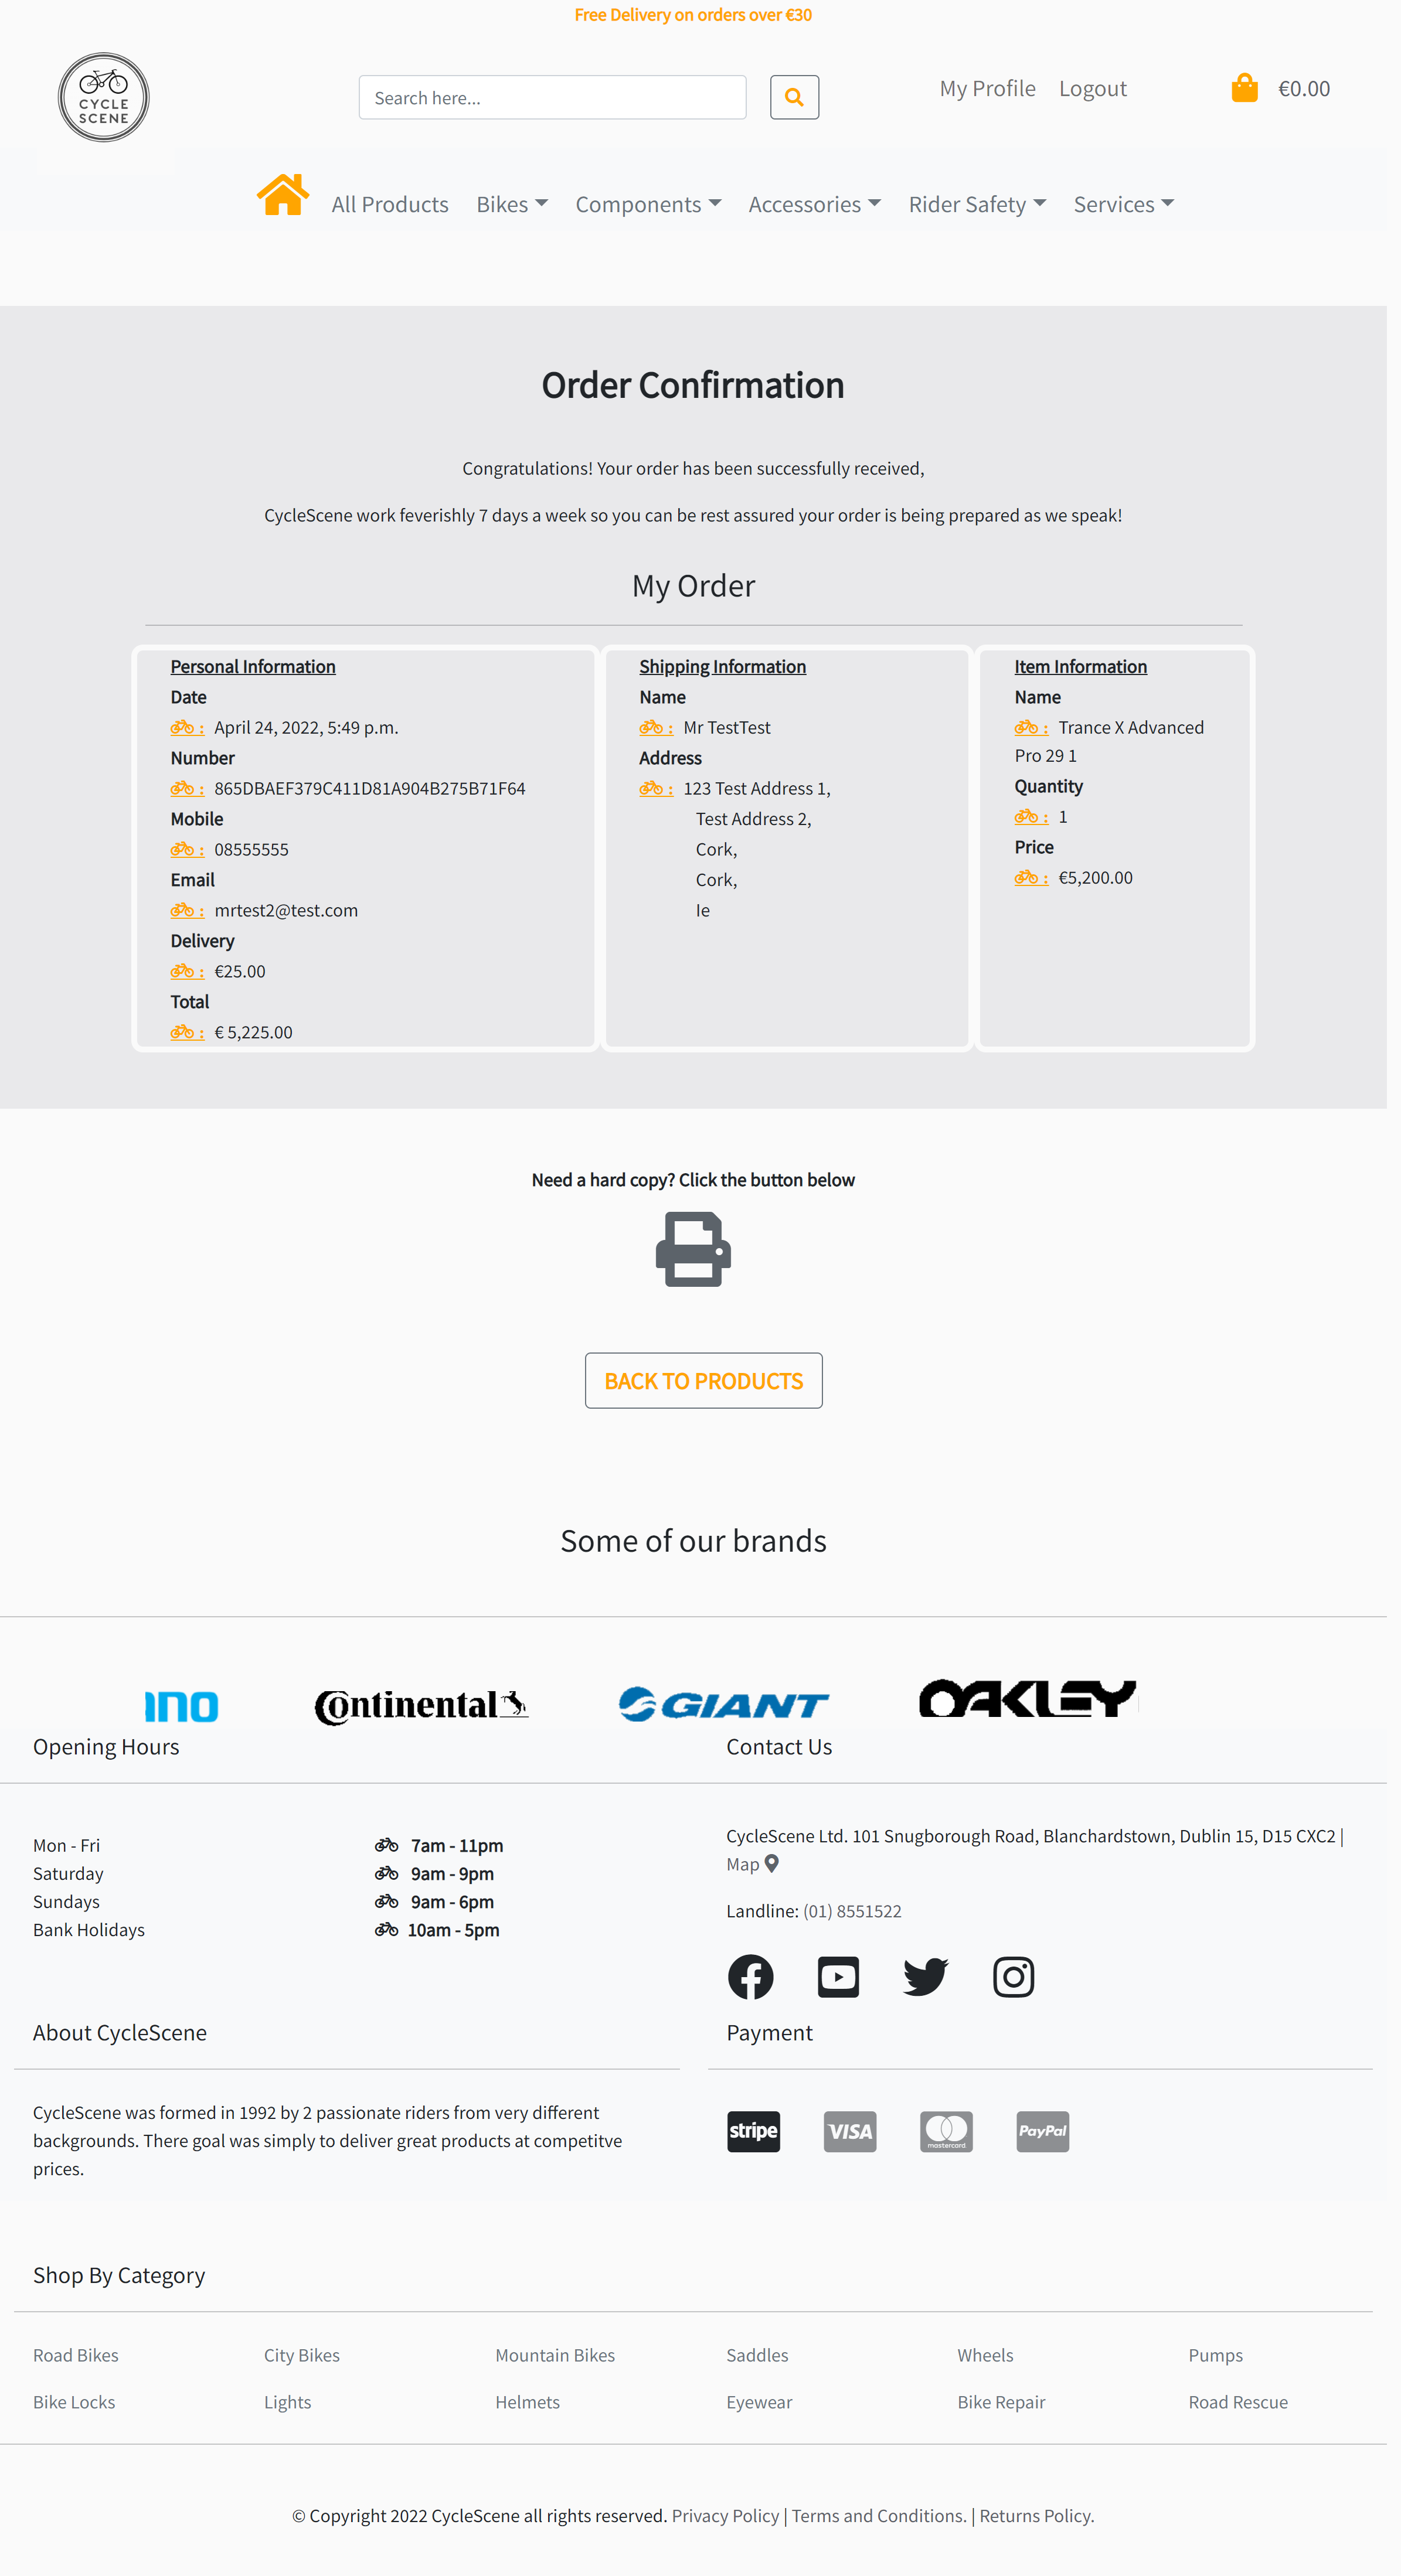 Free Delivery on orders over €30
CYCLE
SCENE
Search here...
My Profile Logout
€0.00
All Products Bikes Components Accessories Rider Safety Services
Order Confirmation
Congratulations! Your order has been successfully received,
CycleScene work feverishly 7 days a week so you can be rest assured your order is being prepared as we speak!
My Order
Personal Information
Date
: April 24, 2022, 5:49 p.m.
Number
: 865DBAEF379C411D81A904B275B71F64
Mobile
: 08555555
Email
: mrtest2@test.com
Delivery
: €25.00
Total
: € 5,225.00
Shipping Information
Name
: Mr TestTest
Address
: 123 Test Address 1,
Test Address 2,
Cork,
Cork,
Ie
Item Information
Name
: Trance X Advanced
Pro 29 1
Quantity
: 1
Price
: €5,200.00
Need a hard copy? Click the button below
BACK TO PRODUCTS
Some of our brands
Continental GIANT OAKLEY
Opening Hours
Mon - Fri 7am - 11pm
Saturday 9am - 9pm
Sundays 9am - 6pm
Bank Holidays 10am - 5pm
Contact Us
CycleScene Ltd. 101 Snugborough Road, Blanchardstown, Dublin 15, D15 CXC2 |
Map
Landline: (01) 8551522
About CycleScene
CycleScene was formed in 1992 by 2 passionate riders from very different
backgrounds. There goal was simply to deliver great products at competitve
prices.
Payment
stripe VISA mastercard PayPal
Shop By Category
Road Bikes City Bikes Mountain Bikes Saddles Wheels Pumps
Bike Locks Lights Helmets Eyewear Bike Repair Road Rescue
© Copyright 2022 CycleScene all rights reserved. Privacy Policy | Terms and Conditions. | Returns Policy.